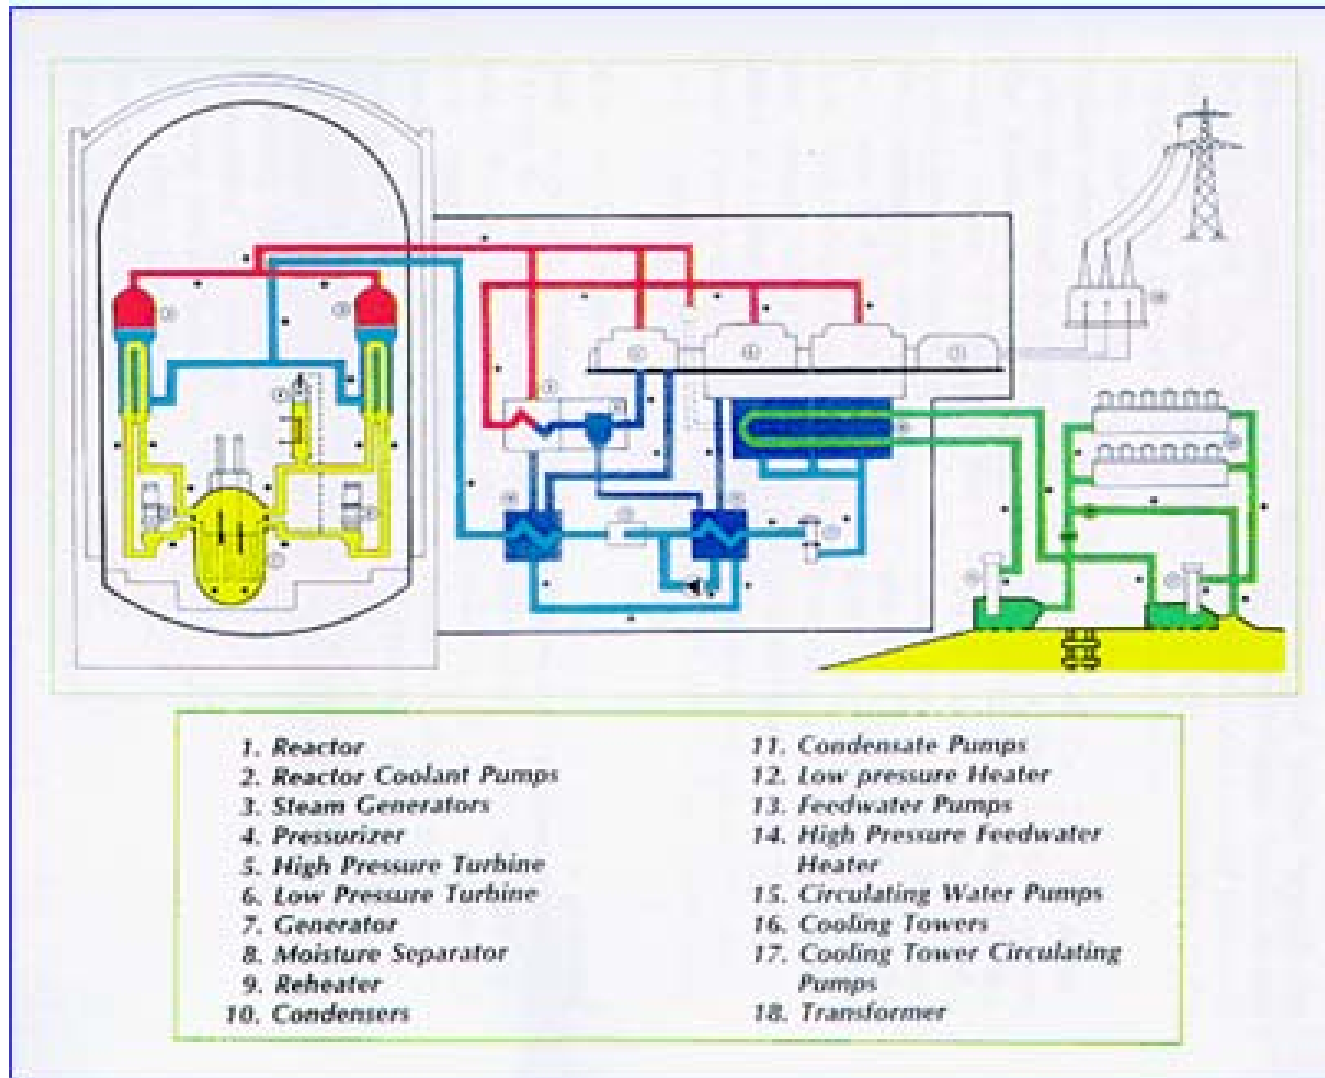 1. Reactor
2. Reactor Coolant Pumps
3. Steam Generators
4. Pressurizer
5. High Pressure Turbine
6. Low Pressure Turbine
7. Generator
8. Moisture Separator
9. Reheater
10. Condensers
11. Condensate Pumps
12. Low pressure Heater
13. Feedwater Pumps
14. High Pressure Feedwater
Heater
15. Circulating Water Pumps
16. Cooling Towers
17. Cooling Tower Circulating
Pumps
18. Transformer